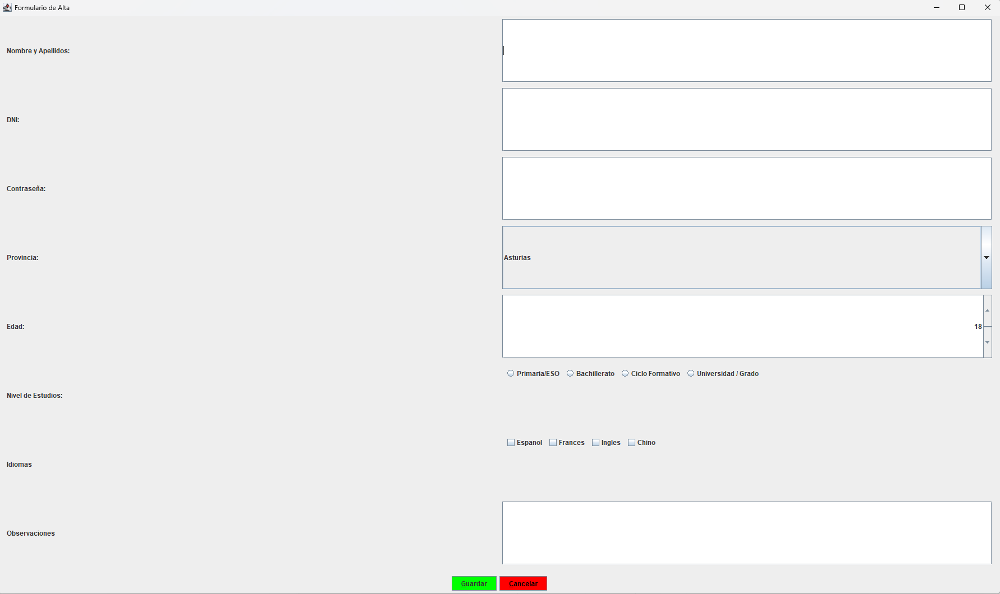 Formulario de Alta
Nombre y Apellidos:
DNI:
Contraseña:
Provincia:
Asturias
Edad:
18
Primaria/ESO Bachillerato Ciclo Formativo Universidad / Grado
Nivel de Estudios:
Espanol Frances Ingles Chino
Idiomas
Observaciones
Guardar Cancelar